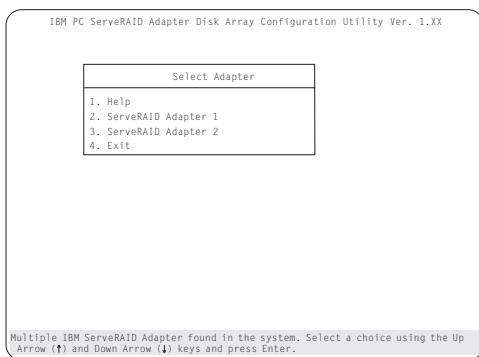 IBM PC ServeRAID Adapter Disk Array Configuration Utility Ver. 1.XX
Select Adapter
1. Help
2. ServeRAID Adapter 1
3. ServeRAID Adapter 2
4. Exit
Multiple IBM ServeRAID Adapter found in the system. Select a choice using the Up
Arrow (↑) and Down Arrow (↓) keys and press Enter.